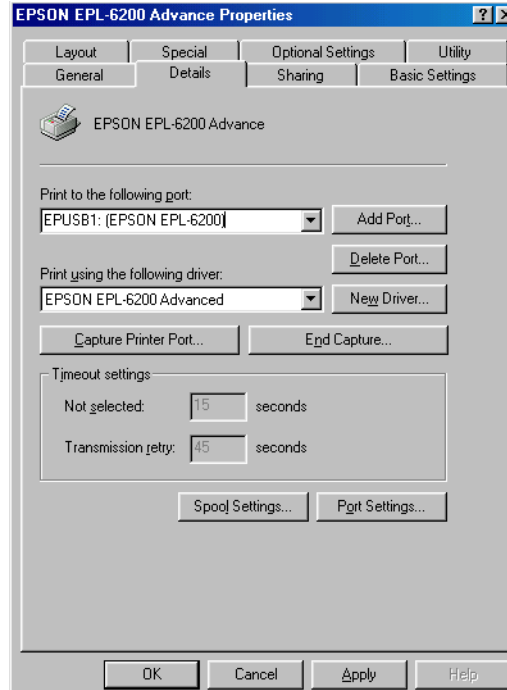 EPSON EPL-6200 Advance Properties
Layout Special Optional Settings Utility
General Details Sharing Basic Settings
EPSON EPL-6200 Advance
Print to the following port:
EPUSB1: (EPSON EPL-6200) Add Port...
Delete Port...
Print using the following driver:
EPSON EPL-6200 Advanced New Driver...
Capture Printer Port... End Capture...
Timeout settings
Not selected: 15 seconds
Transmission retry: 45 seconds
Spool Settings... Port Settings...
OK Cancel Apply Help